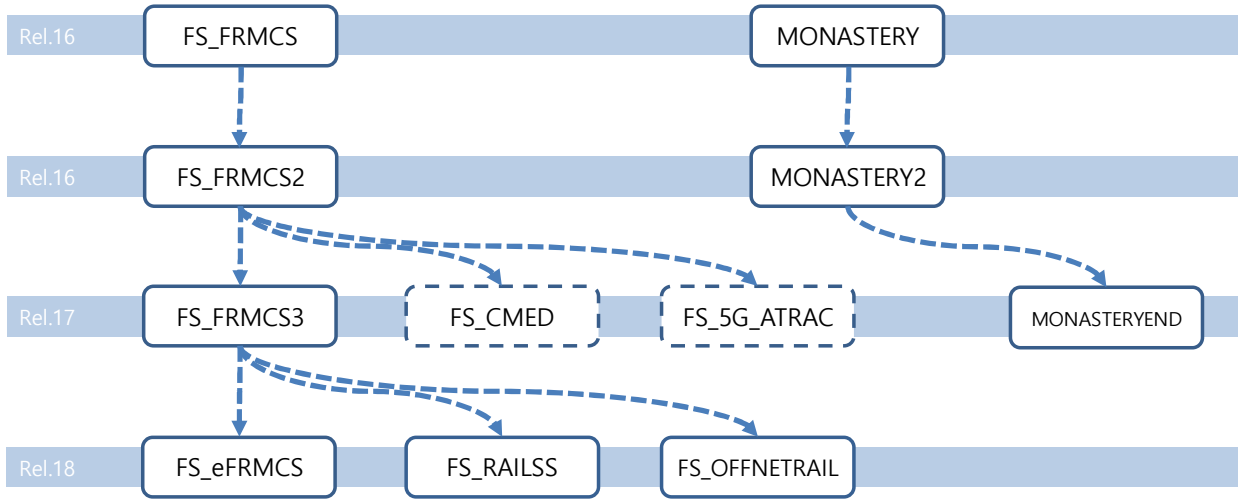 Rel.16
FS_FRMCS
MONASTERY
Rel.16
FS_FRMCS2
MONASTERY2
Rel.17
FS_FRMCS3
FS_CMED
FS_5G_ATRAC
MONASTERYEND
Rel.18
FS_eFRMCS
FS_RAILSS
FS_OFFNETRAIL